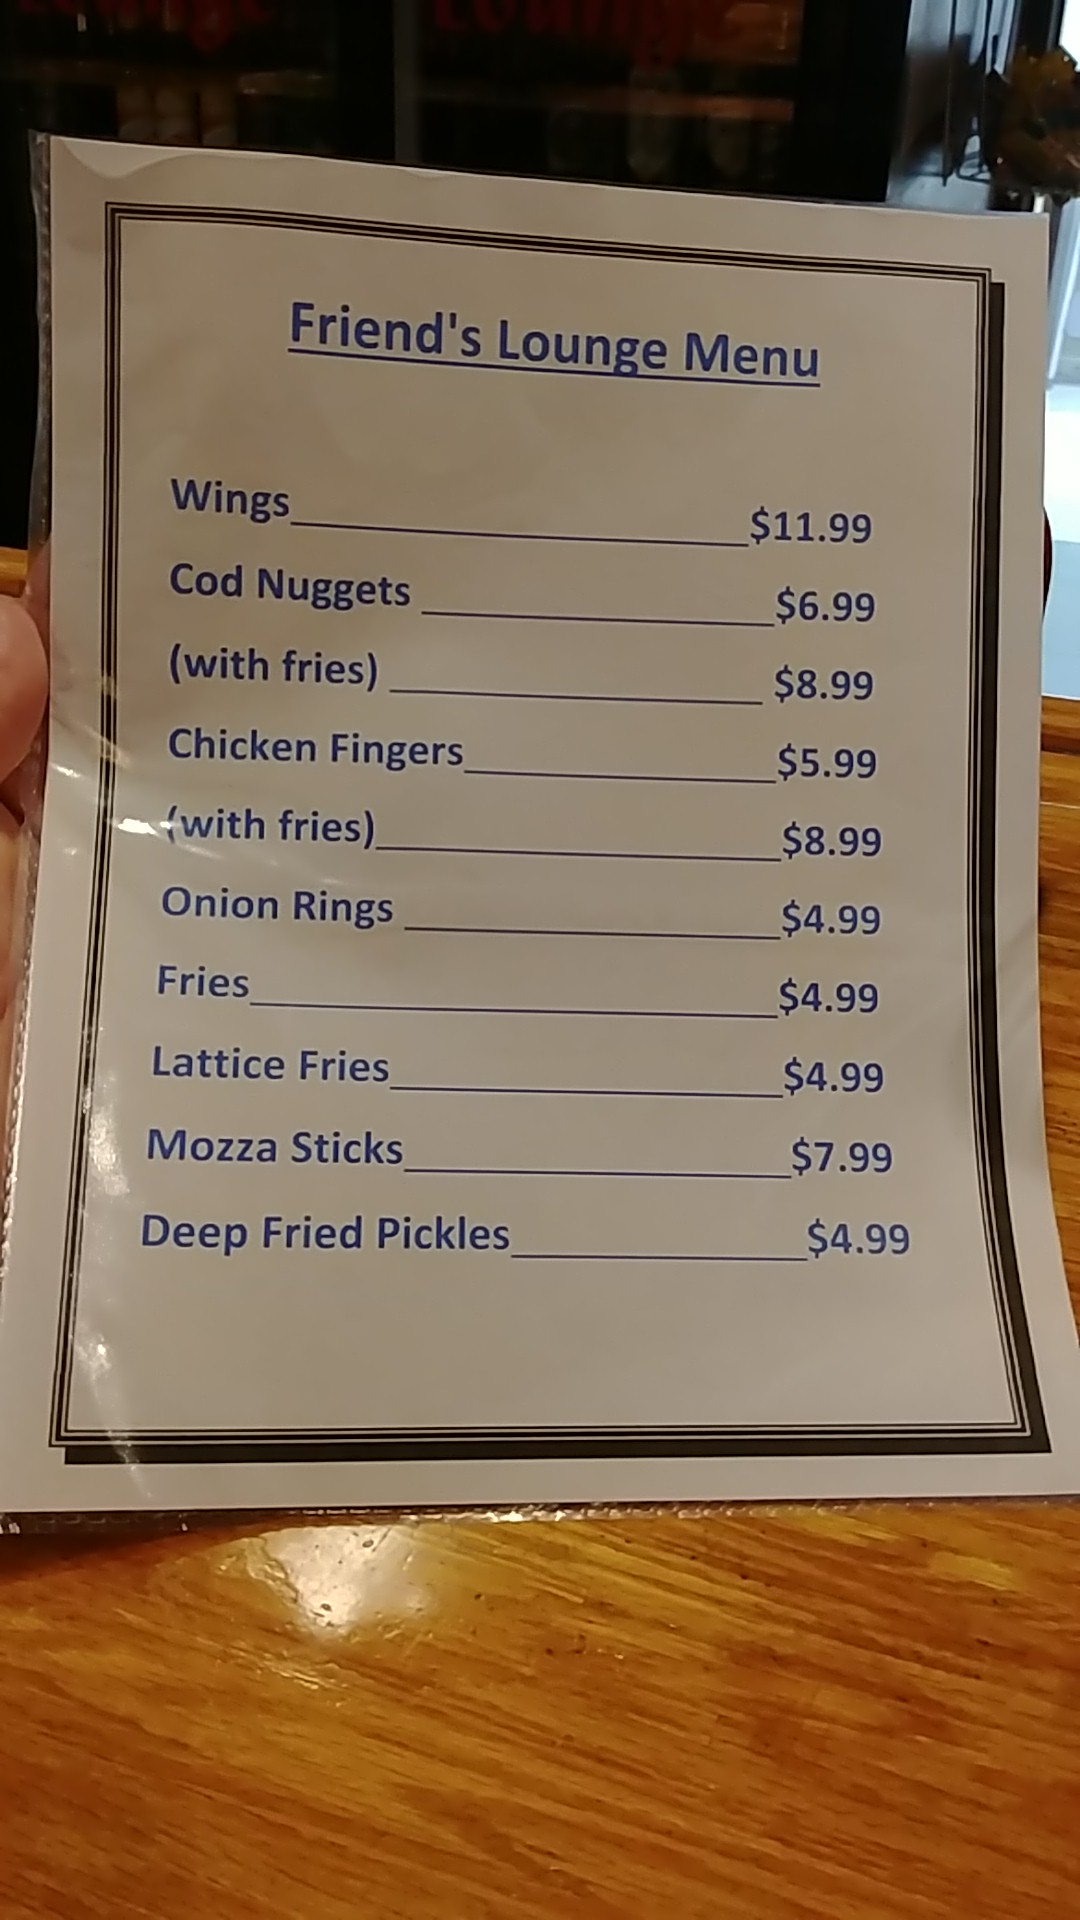 Lounge
Friend's Lounge Menu
Wings $11.99
Cod Nuggets $6.99
(with fries) $8.99
Chicken Fingers $5.99
(with fries) $8.99
Onion Rings $4.99
Fries $4.99
Lattice Fries $4.99
Mozza Sticks $7.99
Deep Fried Pickles $4.99